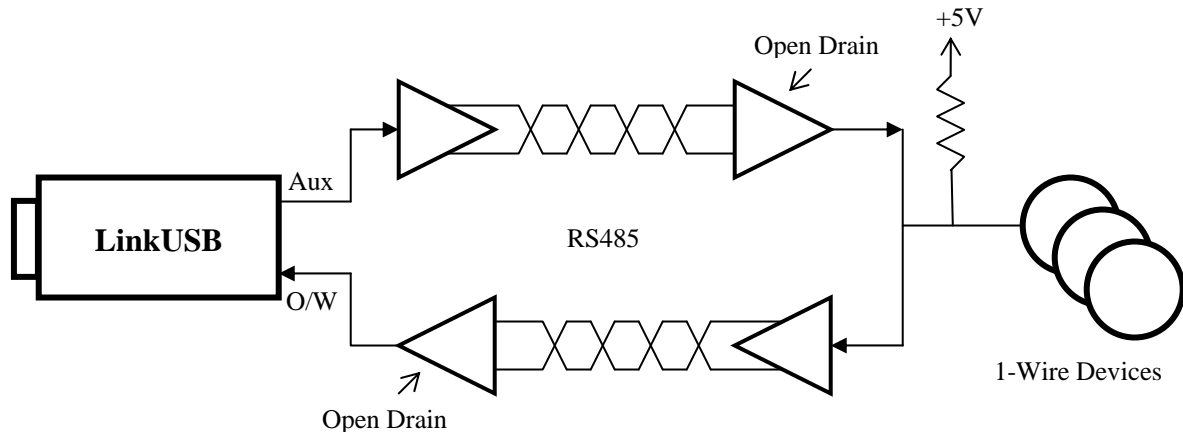 +5V
Open Drain
Aux
LinkUSB
RS485
O/W
1-Wire Devices
Open Drain